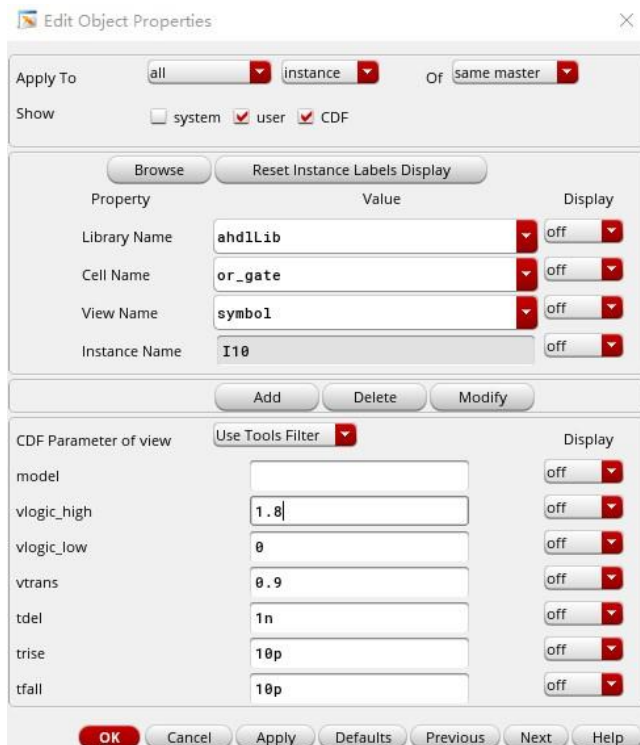 Edit Object Properties
Apply To all instance Of same master
Show system user CDF
Browse Reset Instance Labels Display
Property Value Display
Library Name ahdlLib off
Cell Name or_gate off
View Name symbol off
Instance Name I10 off
Add Delete Modify
CDF Parameter of view Use Tools Filter Display
model off
vlogic_high 1.8 off
vlogic_low 0 off
vtrans 0.9 off
tdel 1n off
trise 10p off
tfall 10p off
OK Cancel Apply Defaults Previous Next Help